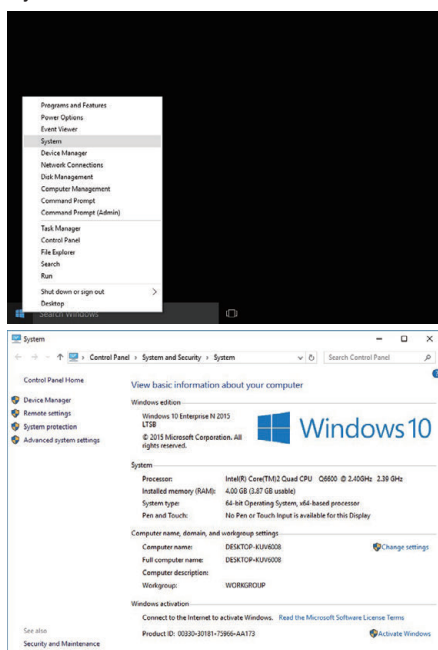 Programs and Features
Power Options
Event Viewer
System
Device Manager
Network Connections
Disk Management
Computer Management
Command Prompt
Command Prompt (Admin)
Task Manager
Control Panel
File Explorer
Search
Run
Shut down or sign out
Desktop
Search Windows
System
Control Panel › System and Security › System
Search Control Panel
Control Panel Home
Device Manager
Remote settings
System protection
Advanced system settings
View basic information about your computer
Windows edition
Windows 10 Enterprise N 2015
LTSB
© 2015 Microsoft Corporation. All
rights reserved.
Windows 10
System
Processor: Intel(R) Core(TM)2 Quad CPU Q6600 @ 2.40GHz 2.39 GHz
Installed memory (RAM): 4.00 GB (3.87 GB usable)
System type: 64-bit Operating System, x64-based processor
Pen and Touch: No Pen or Touch Input is available for this Display
Computer name, domain, and workgroup settings
Computer name: DESKTOP-KUV6008
Change settings
Full computer name: DESKTOP-KUV6008
Computer description:
Workgroup: WORKGROUP
Windows activation
Connect to the Internet to activate Windows. Read the Microsoft Software License Terms
Product ID: 00330-30181-75966-AA173
Activate Windows
See also
Security and Maintenance